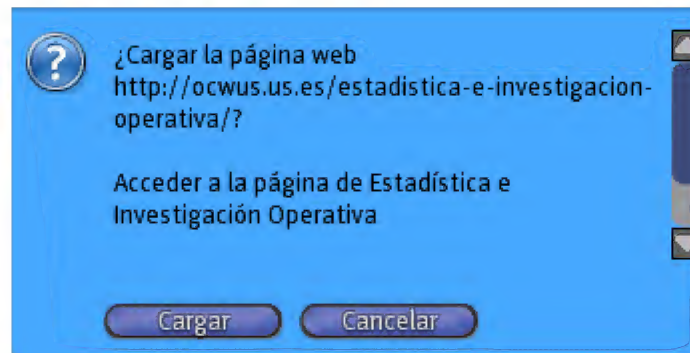 ¿Cargar la página web
http://ocwus.us.es/estadistica-e-investigacion-
operativa/?
Acceder a la página de Estadística e
Investigación Operativa
Cargar Cancelar